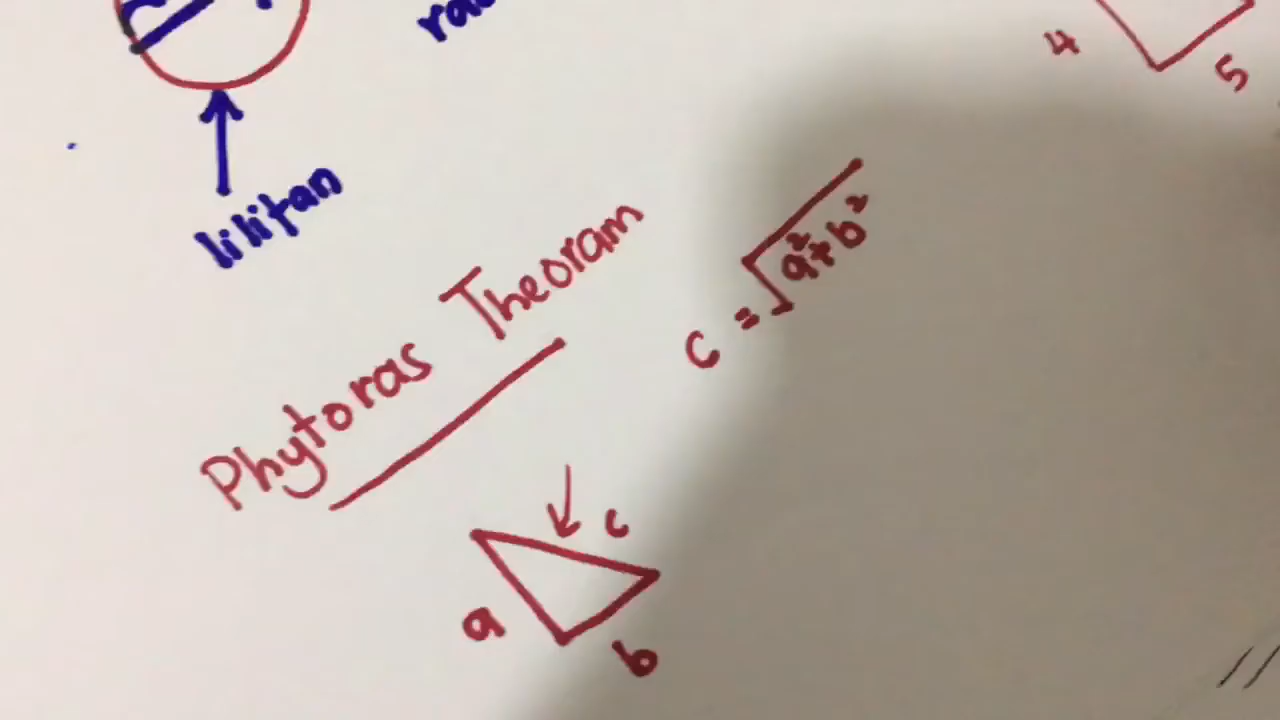 4
5
lilitan
Phytoras Theoram
c = √a²+b²
c
a
b